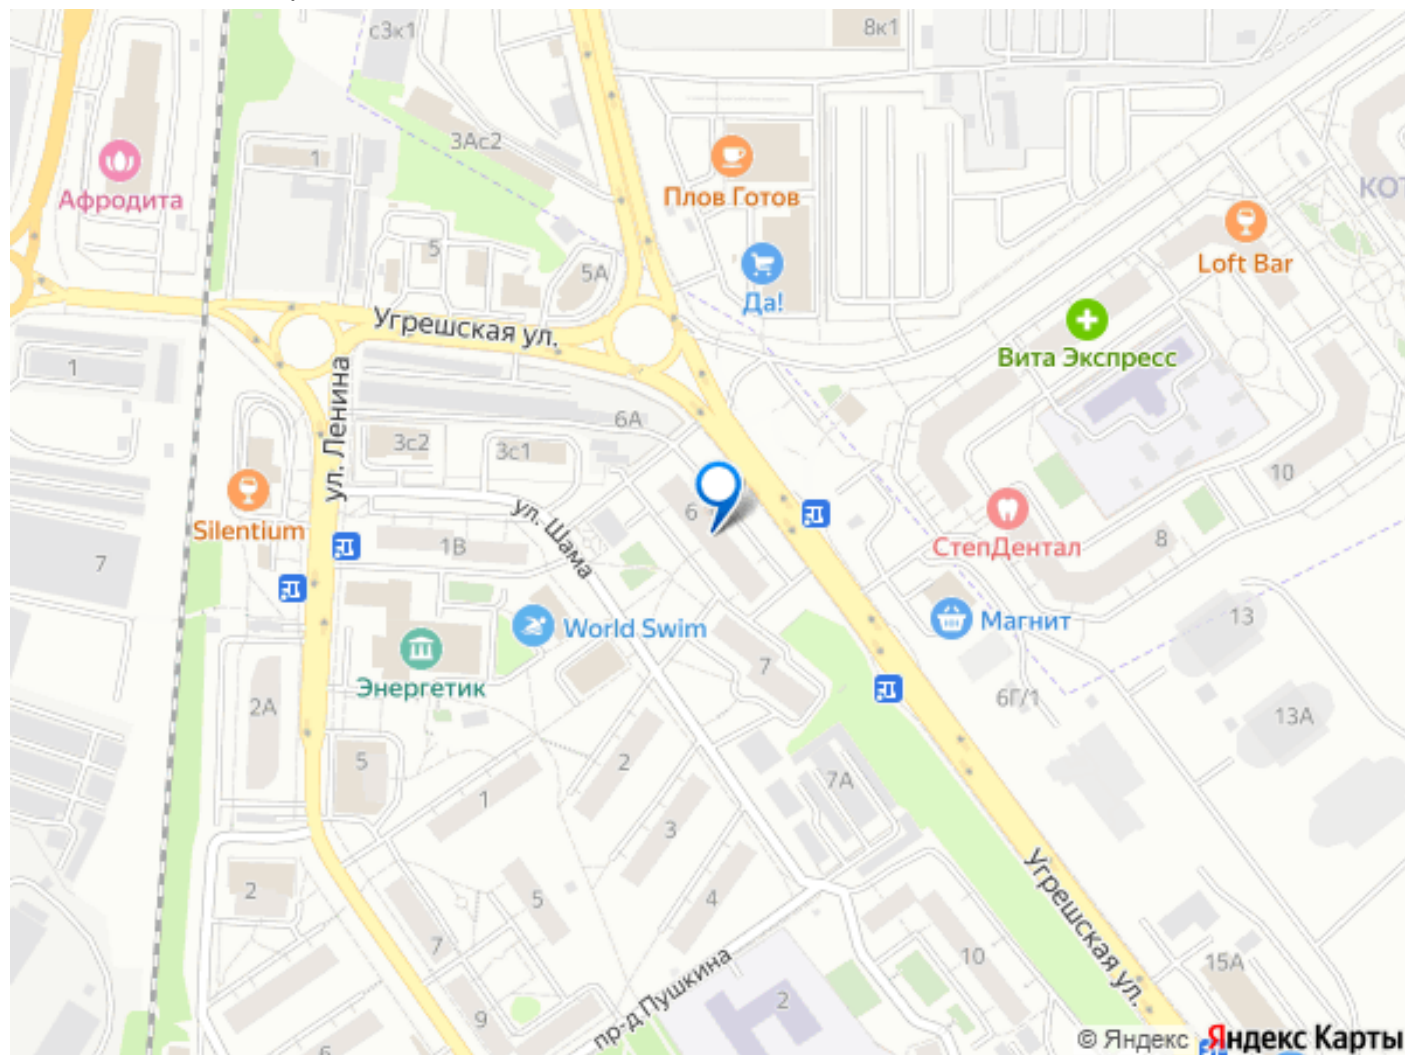 с3к1
8к1
3Ас2
1
Афродита
Плов Готов
КОТ
5
5А
Loft Bar
Да!
Угрешская ул.
Вита Экспресс
1
ул. Ленина
6А
3с2
3с1
10
6
ул. Шама
Silentium
1В
СтепДентал
8
7
World Swim
Магнит
13
7
Энергетик
6Г/1
2А
13А
5
2
7А
1
3
Угрешская ул.
2
5
4
7
10
15А
пр-д Пушкина
2
9
6
© Яндекс Яндекс Карты